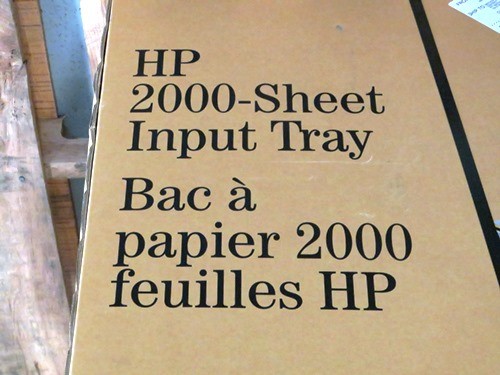 HP
2000-Sheet
Input Tray
Bac à
papier 2000
feuilles HP